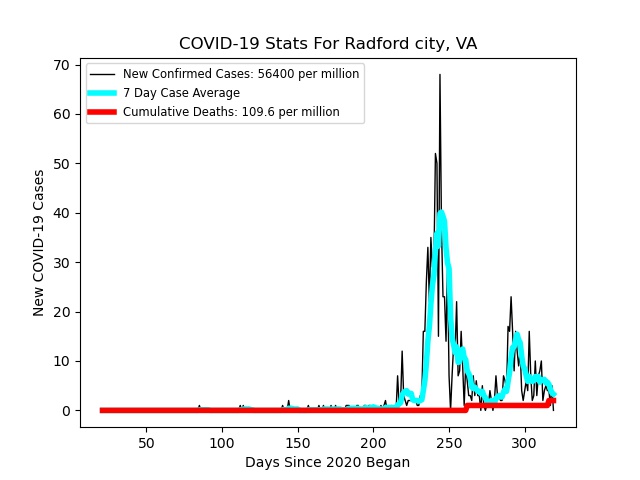 COVID-19 Stats For Radford city, VA
New Confirmed Cases: 56400 per million
7 Day Case Average
Cumulative Deaths: 109.6 per million
New COVID-19 Cases
70
60
50
40
30
20
10
0
50 100 150 200 250 300
Days Since 2020 Began